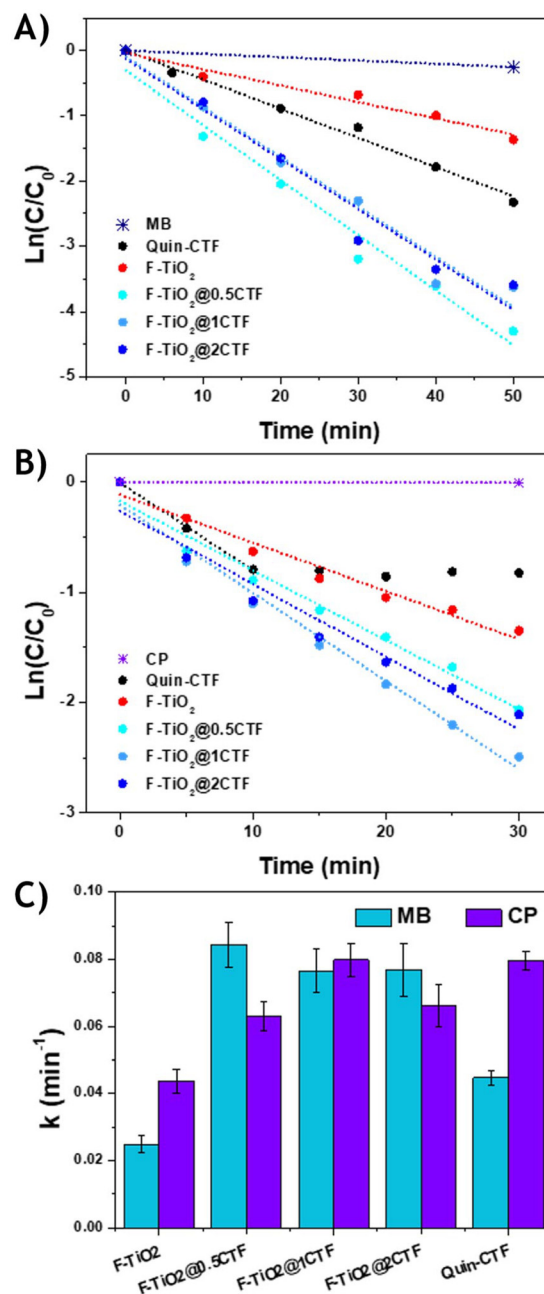 A)
0
-1
-2
-3
-4
-5
Ln(C/C0)
MB
Quin-CTF
F-TiO2
F-TiO2@0.5CTF
F-TiO2@1CTF
F-TiO2@2CTF
0 10 20 30 40 50
Time (min)
B)
0
-1
-2
-3
Ln(C/C0)
CP
Quin-CTF
F-TiO2
F-TiO2@0.5CTF
F-TiO2@1CTF
F-TiO2@2CTF
0 10 20 30
Time (min)
C)
MB CP
0.10
0.08
0.06
0.04
0.02
0.00
k (min-1)
F-TiO2 F-TiO2@0.5CTF F-TiO2@1CTF F-TiO2@2CTF Quin-CTF